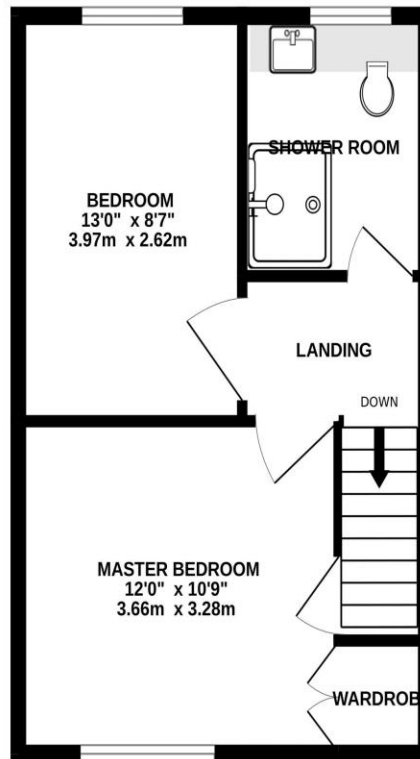 SHOWER ROOM
BEDROOM
13'0" x 8'7"
3.97m x 2.62m
LANDING
DOWN
MASTER BEDROOM
12'0" x 10'9"
3.66m x 3.28m
WARDROB